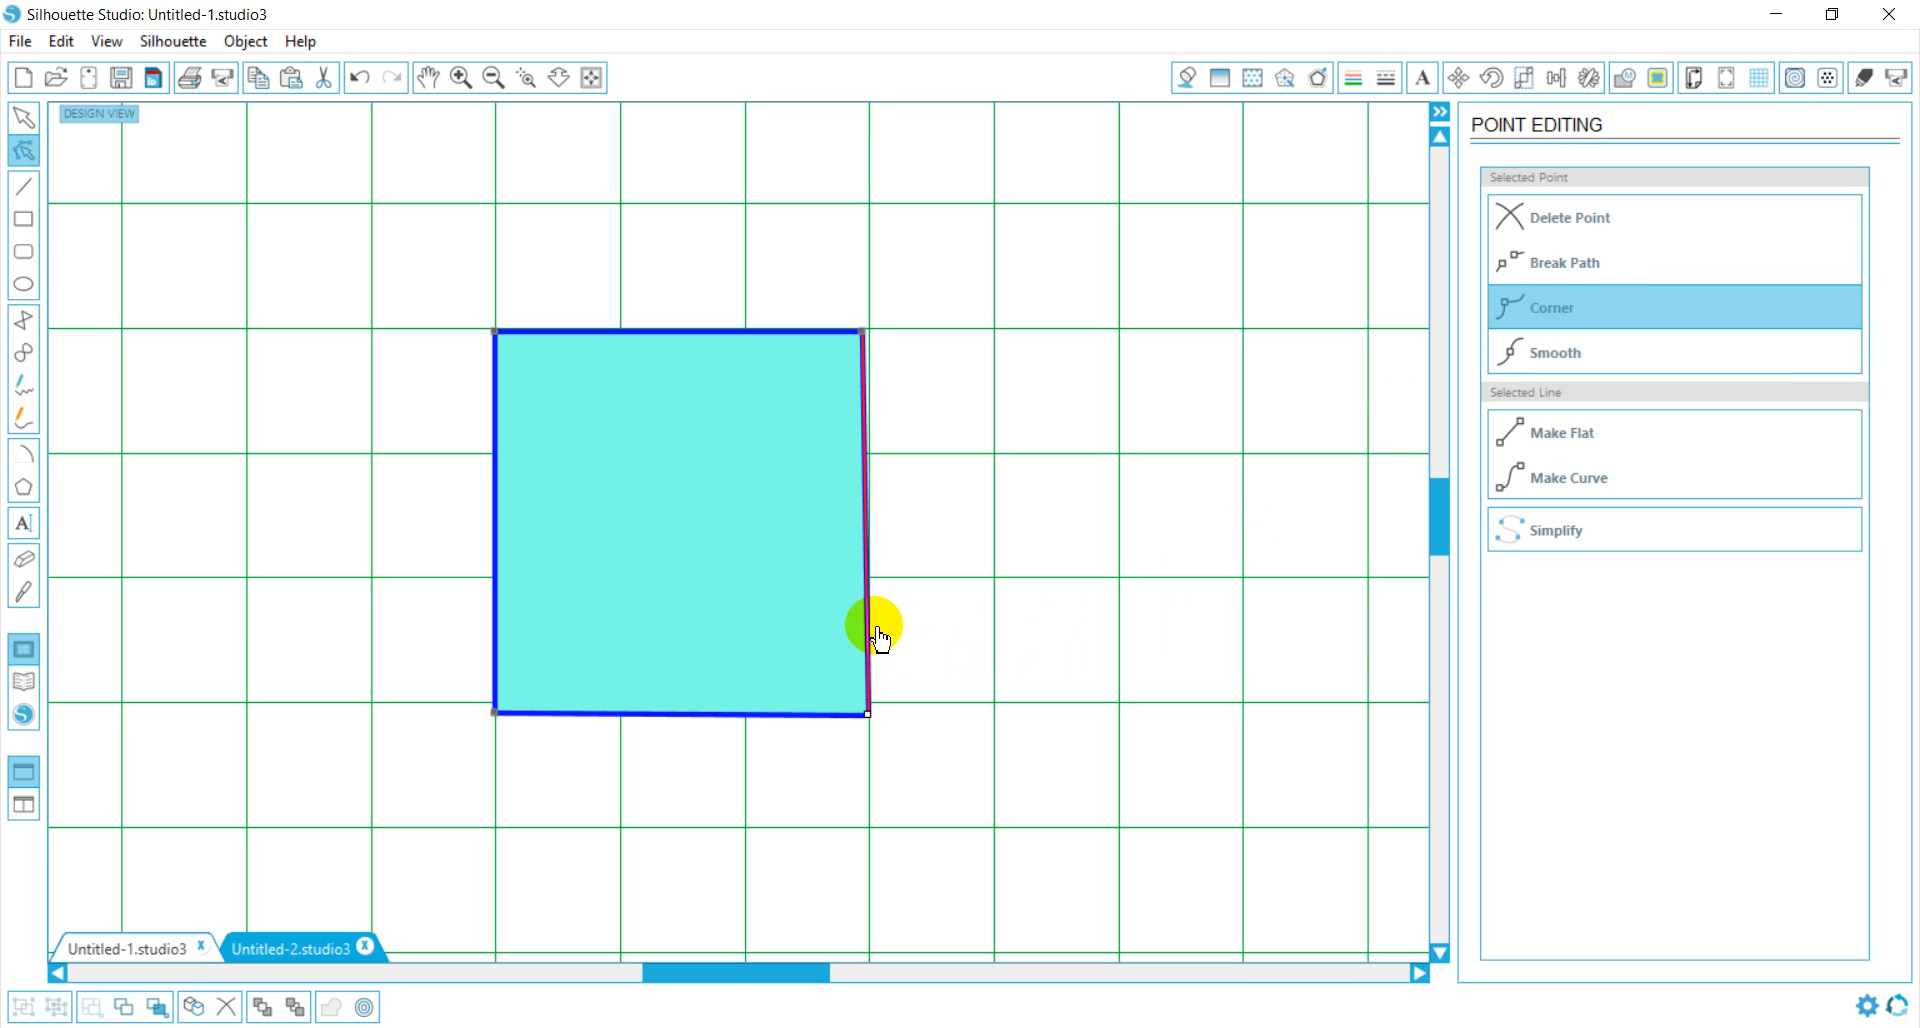 Silhouette Studio: Untitled-1.studio3
File Edit View Silhouette Object Help
DESIGN VIEW
POINT EDITING
Selected Point
Delete Point
Break Path
Corner
Smooth
Selected Line
Make Flat
Make Curve
Simplify
Untitled-1.studio3 x Untitled-2.studio3 x